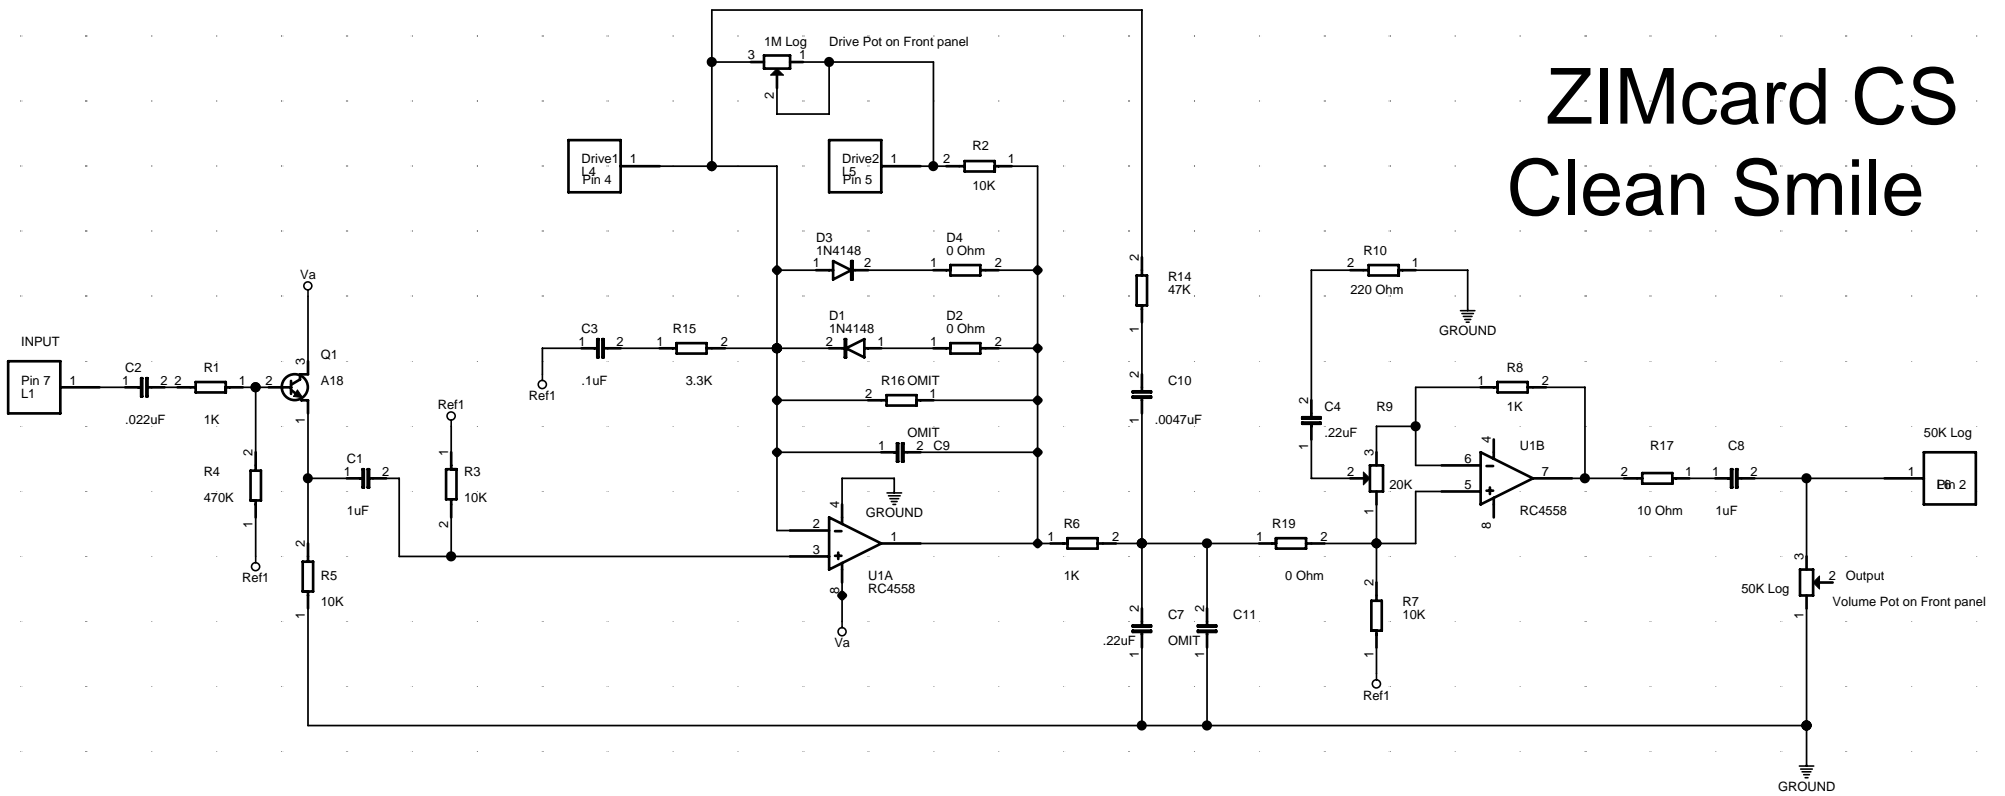 ZIMcard CS
Clean Smile
1M Log
Drive Pot on Front panel
3
1
2
Drive1
L4
Pin 4
1
Drive2
L5
Pin 5
1
R2
2
1
10K
D3
1N4148
1
2
D4
0 Ohm
1
2
D1
1N4148
2
1
D2
0 Ohm
1
2
C3
1
2
.1uF
R15
1
2
3.3K
Ref1
R16 OMIT
2
1
OMIT
1
2
C9
INPUT
Pin 7
L1
1
C2
1
2
.022uF
R1
2
1
1K
Va
Q1
A18
3
2
1
R4
470K
2
1
Ref1
R5
10K
2
1
C1
1
2
1uF
Ref1
R3
10K
1
2
4
GROUND
2
3
1
U1A
RC4558
8
Va
R6
1
2
1K
R14
47K
2
1
C10
2
.0047uF
1
C7
2
.22uF
1
C11
2
OMIT
1
R19
1
2
0 Ohm
R10
2
1
220 Ohm
GROUND
C4
2
.22uF
1
R9
3
2
20K
1
R7
10K
2
1
Ref1
R8
1
2
1K
U1B
4
6
5
7
8
RC4558
R17
2
1
10 Ohm
C8
1
2
1uF
50K Log
1
Pin 2
3
50K Log
2
Output
Volume Pot on Front panel
1
GROUND